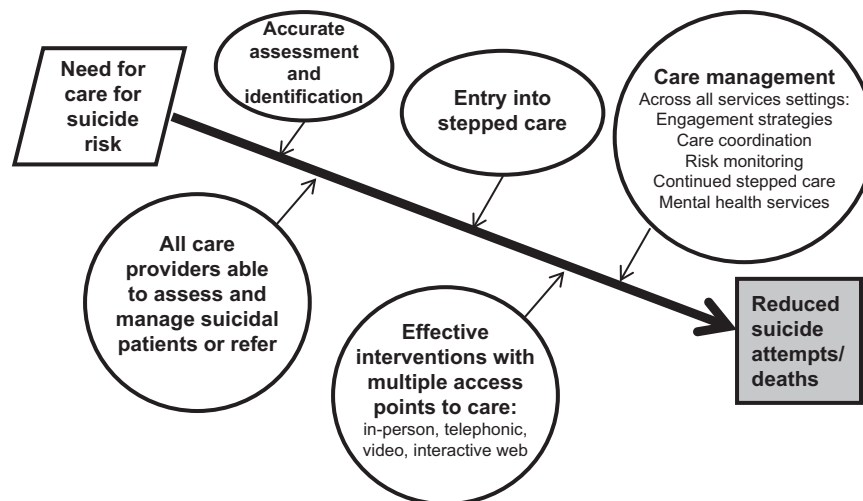 Need for
care for
suicide
risk
Accurate
assessment
and
identification
Entry into
stepped care
Care management
Across all services settings:
Engagement strategies
Care coordination
Risk monitoring
Continued stepped care
Mental health services
All care
providers able
to assess and
manage suicidal
patients or refer
Effective
interventions with
multiple access
points to care:
in-person, telephonic,
video, interactive web
Reduced
suicide
attempts/
deaths